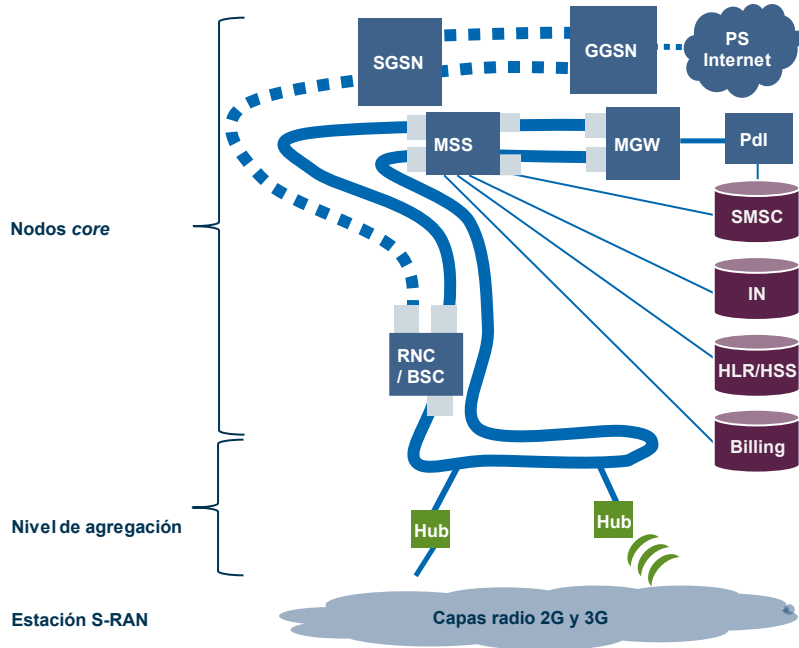 PS
Internet
SGSN
GGSN
MSS
MGW
PdI
SMSC
Nodos core
IN
RNC
/ BSC
HLR/HSS
Billing
Nivel de agregación
Hub
Hub
Estación S-RAN
Capas radio 2G y 3G